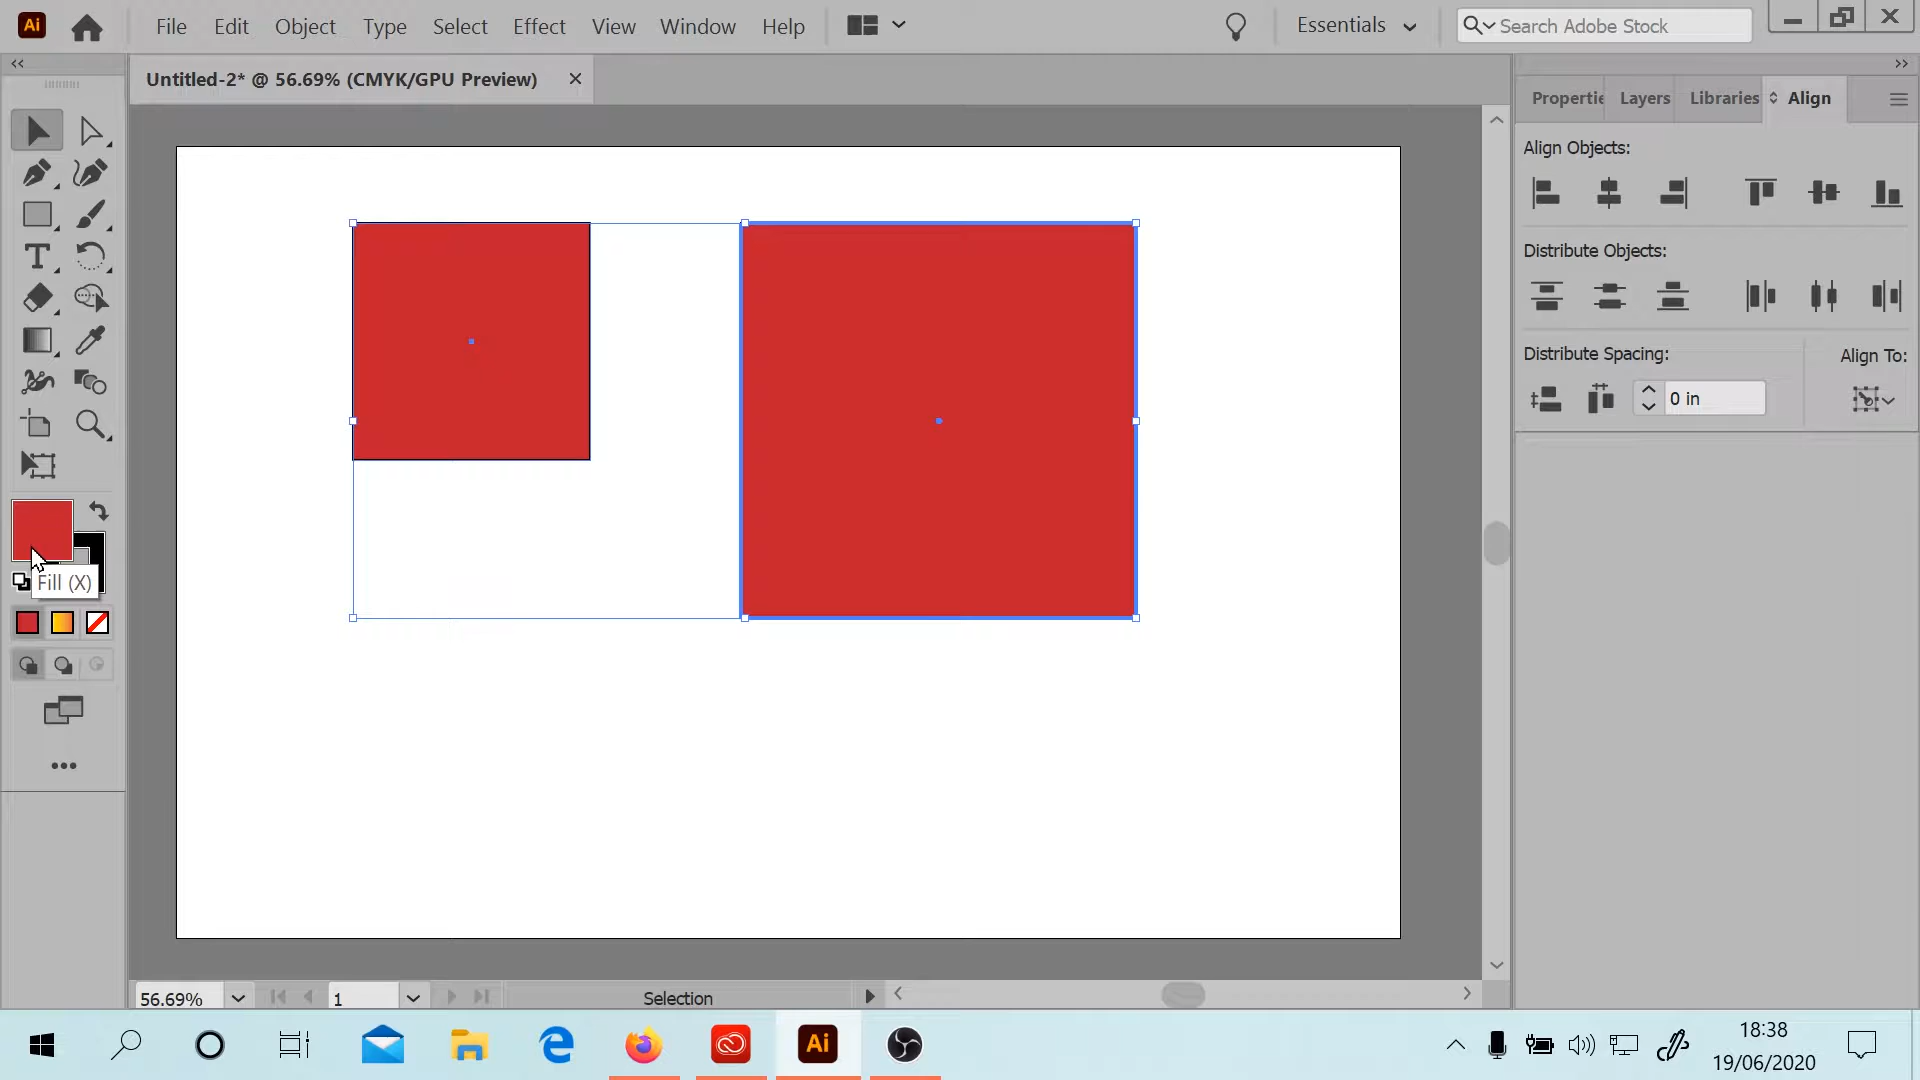 Ai File Edit Object Type Select Effect View Window Help Essentials Search Adobe Stock
Untitled-2* @ 56.69% (CMYK/GPU Preview)
Propertie Layers Libraries Align
Align Objects:
Distribute Objects:
Distribute Spacing: Align To:
0 in
T
Fill (X)
56.69% 1 Selection
Ai
18:38
19/06/2020